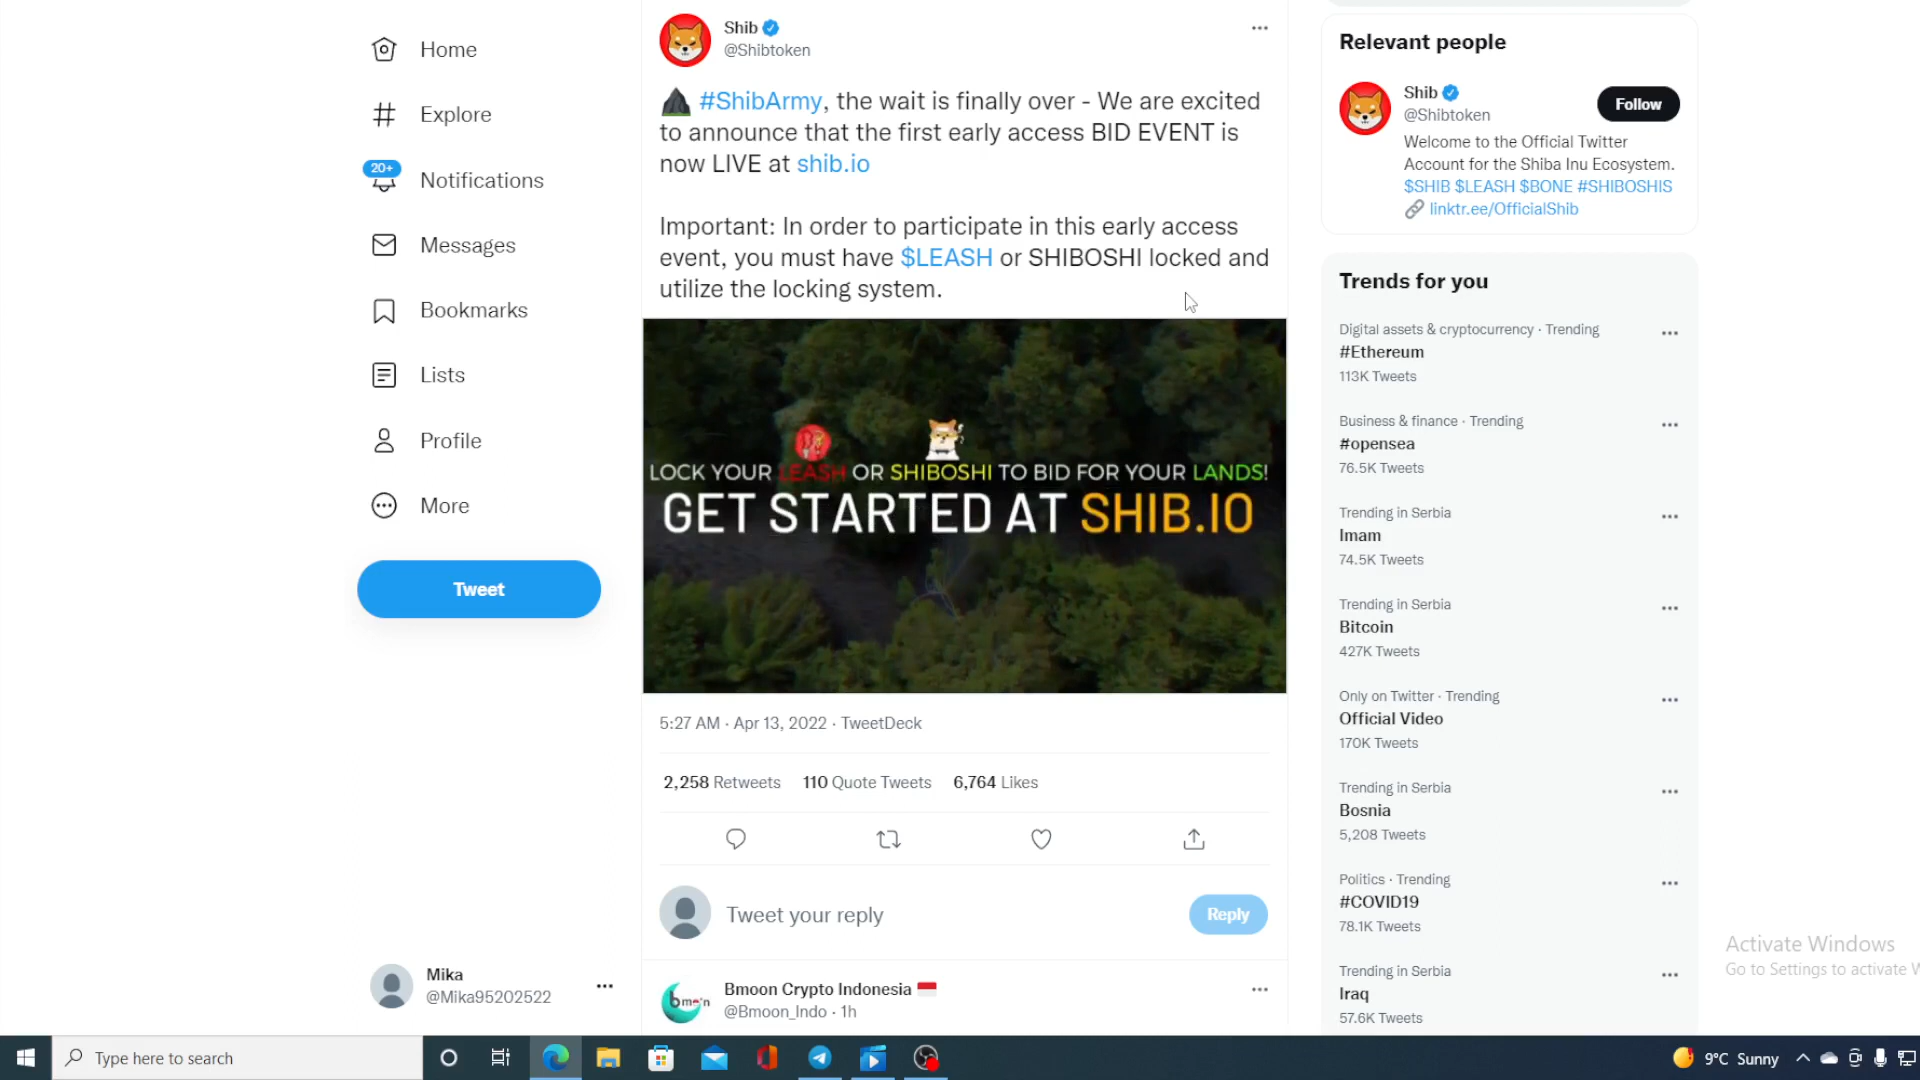 Home
Explore
20+
Notifications
Messages
Bookmarks
Lists
Profile
More
Tweet
Mika
@Mika95202522
Shib
@Shibtoken
#ShibArmy, the wait is finally over - We are excited
to announce that the first early access BID EVENT is
now LIVE at shib.io
Important: In order to participate in this early access
event, you must have $LEASH or SHIBOSHI locked and
utilize the locking system.
LOCK YOUR LEASH OR SHIBOSHI TO BID FOR YOUR LANDS!
GET STARTED AT SHIB.IO
5:27 AM · Apr 13, 2022 · TweetDeck
2,258 Retweets 110 Quote Tweets 6,764 Likes
Tweet your reply
Reply
bmoon
Bmoon Crypto Indonesia
@Bmoon_Indo · 1h
Relevant people
Shib
@Shibtoken
Follow
Welcome to the Official Twitter
Account for the Shiba Inu Ecosystem.
$SHIB $LEASH $BONE #SHIBOSHIS
linktr.ee/OfficialShib
Trends for you
Digital assets & cryptocurrency · Trending
#Ethereum
113K Tweets
Business & finance · Trending
#opensea
76.5K Tweets
Trending in Serbia
Imam
74.5K Tweets
Trending in Serbia
Bitcoin
427K Tweets
Only on Twitter · Trending
Official Video
170K Tweets
Trending in Serbia
Bosnia
5,208 Tweets
Politics · Trending
#COVID19
78.1K Tweets
Trending in Serbia
Iraq
57.6K Tweets
Activate Windows
Go to Settings to activate W
Type here to search
9°C Sunny